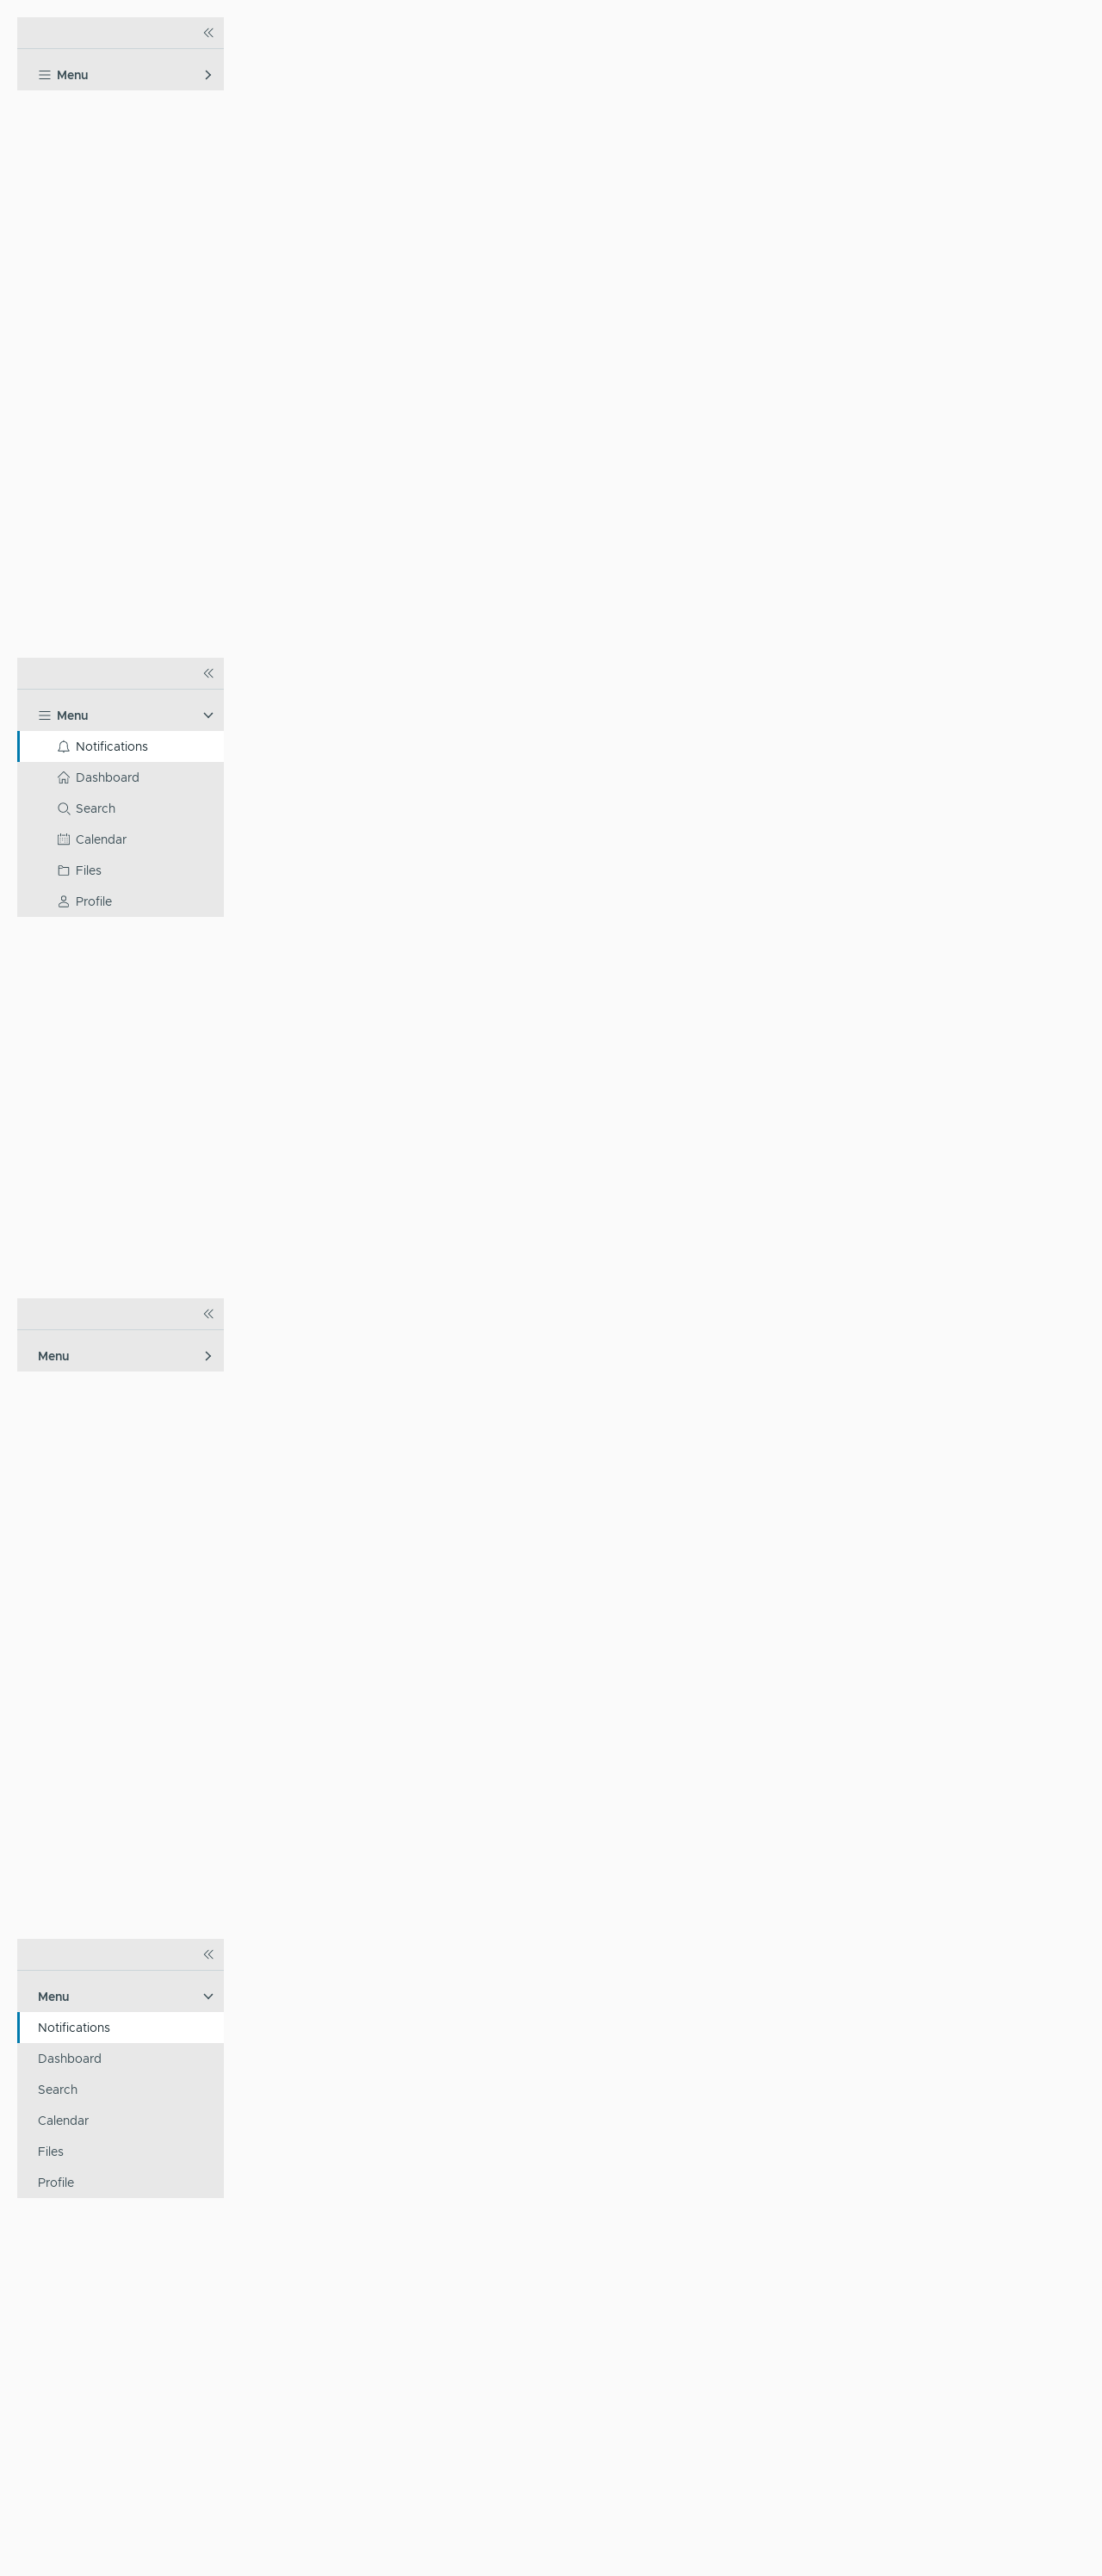 Menu
Menu
Notifications
Dashboard
Search
Calendar
Files
Profile
Menu
Menu
Notifications
Dashboard
Search
Calendar
Files
Profile